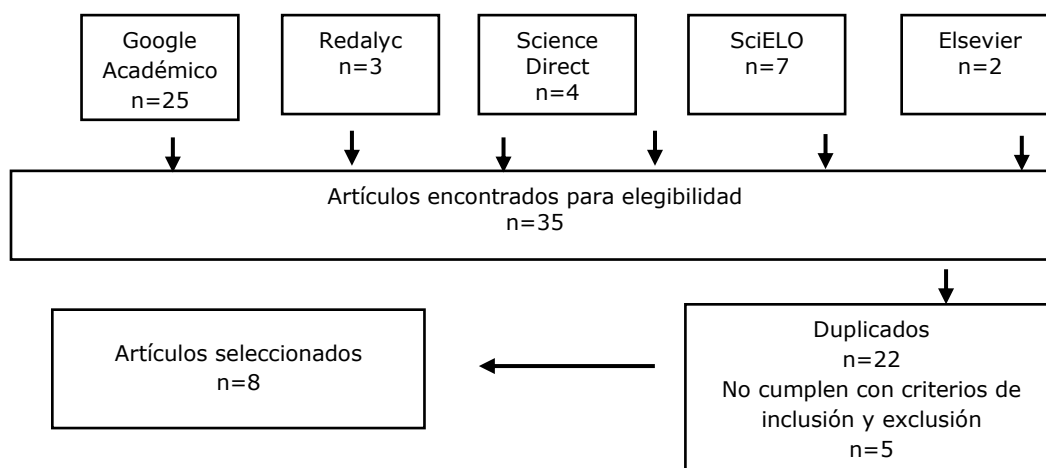 Google
Académico
n=25
Redalyc
n=3
Science
Direct
n=4
SciELO
n=7
Elsevier
n=2
Artículos encontrados para elegibilidad
n=35
Artículos seleccionados
n=8
Duplicados
n=22
No cumplen con criterios de
inclusión y exclusión
n=5